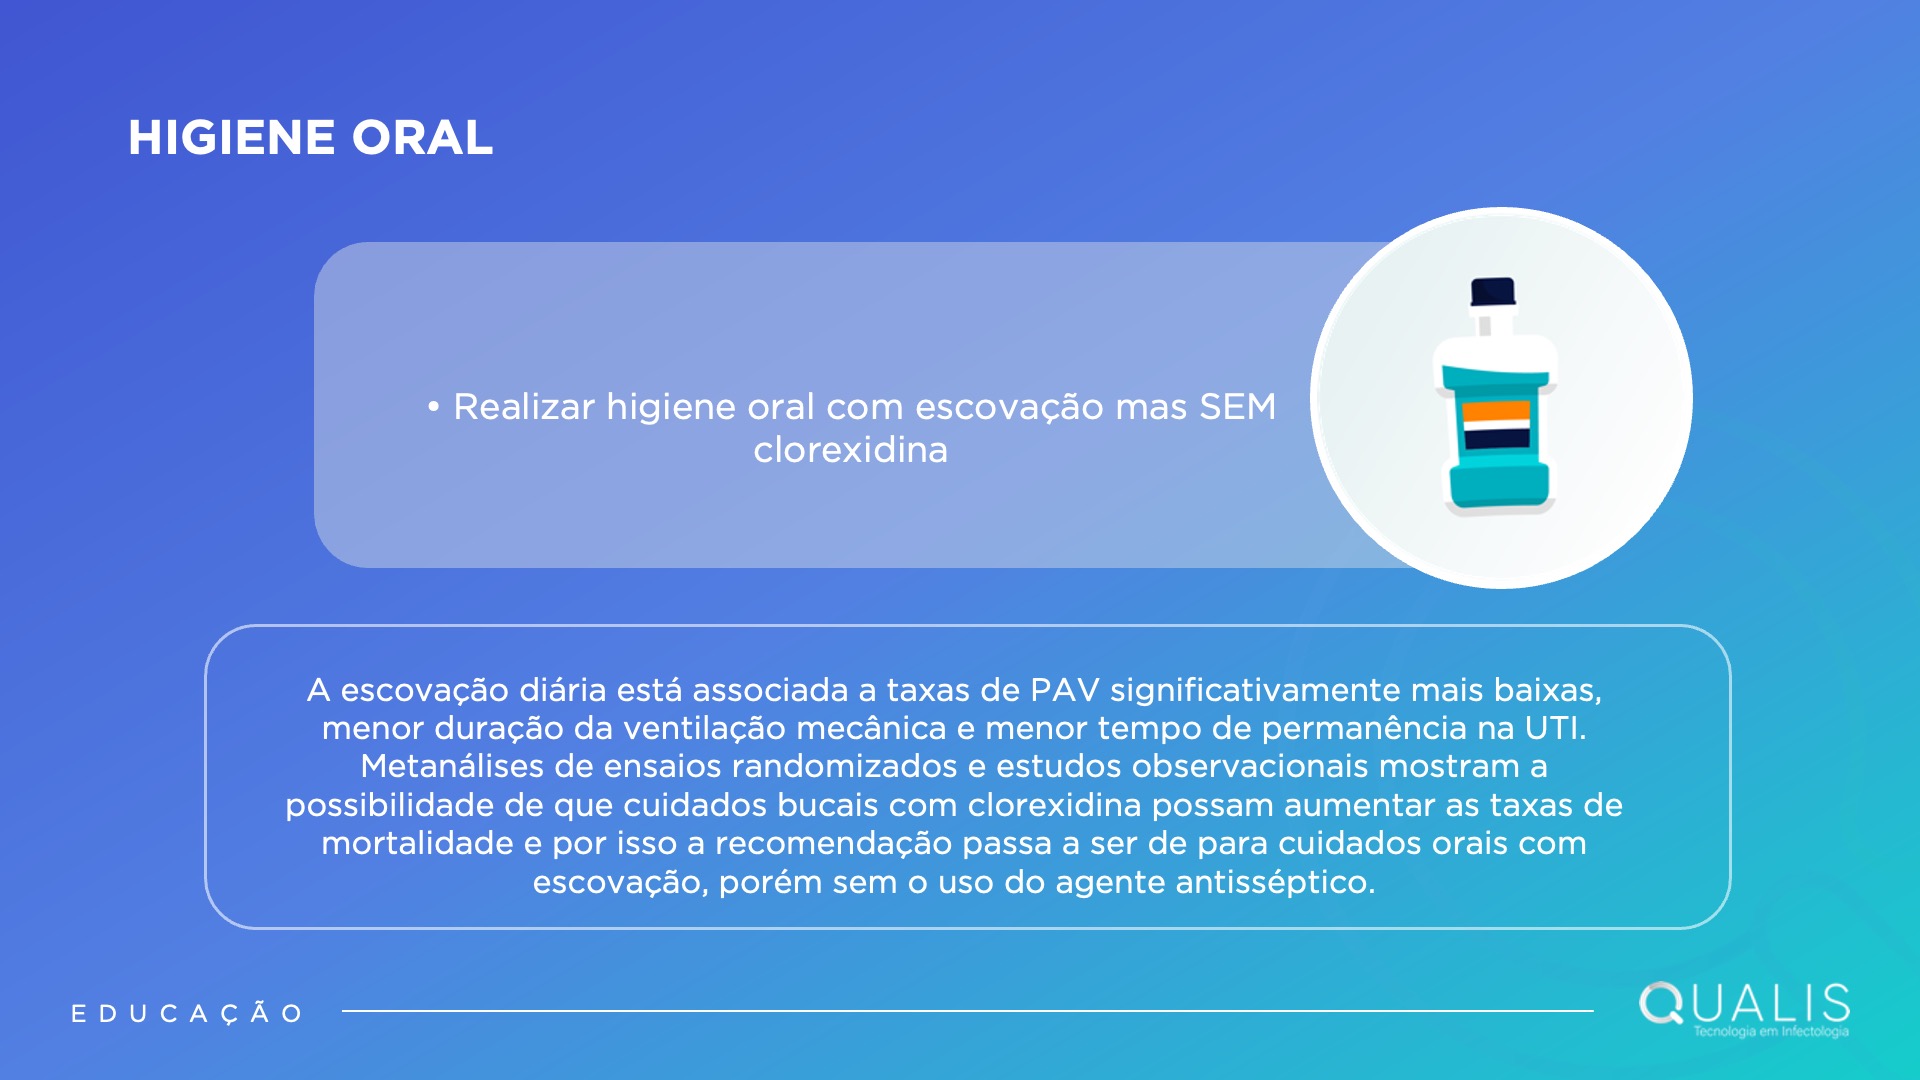 HIGIENE ORAL
• Realizar higiene oral com escovação mas SEM
clorexidina
A escovação diária está associada a taxas de PAV significativamente mais baixas,
menor duração da ventilação mecânica e menor tempo de permanência na UTI.
Metanálises de ensaios randomizados e estudos observacionais mostram a
possibilidade de que cuidados bucais com clorexidina possam aumentar as taxas de
mortalidade e por isso a recomendação passa a ser de para cuidados orais com
escovação, porém sem o uso do agente antisséptico.
EDUCAÇÃO
QUALIS
Tecnologia em Infectologia